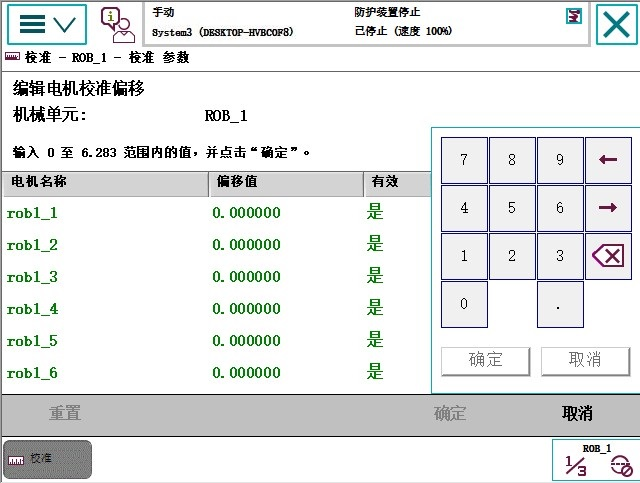 手动
防护装置停止
System3 (DESKTOP-HVBCOF8)
已停止 (速度 100%)
校准 - ROB_1 - 校准 参数
编辑电机校准偏移
机械单元:
ROB_1
输入 0 至 6.283 范围内的值，并点击“确定”。
电机名称 偏移值 有效
rob1_1 0.000000 是
rob1_2 0.000000 是
rob1_3 0.000000 是
rob1_4 0.000000 是
rob1_5 0.000000 是
rob1_6 0.000000 是
7 8 9 ←
4 5 6 →
1 2 3
0 .
确定 取消
重置 确定 取消
校准
ROB_1
1/3